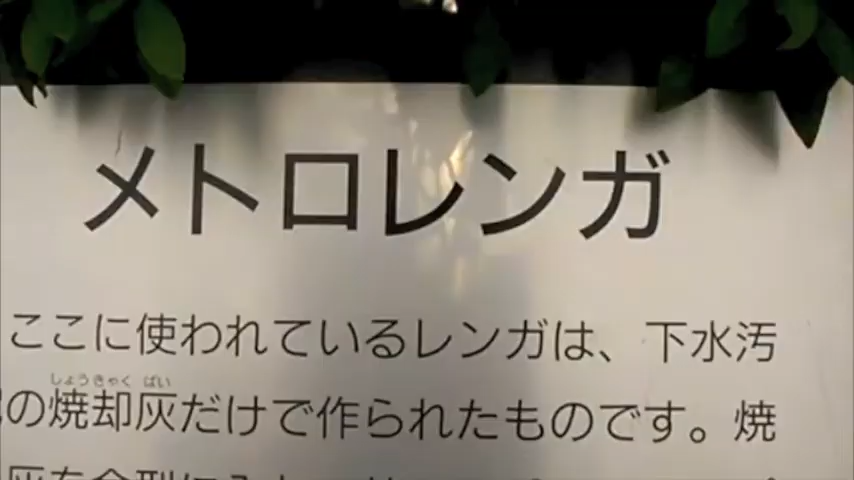 メトロレンガ
ここに使われているレンガは、下水汚
の焼却灰だけで作られたものです。焼